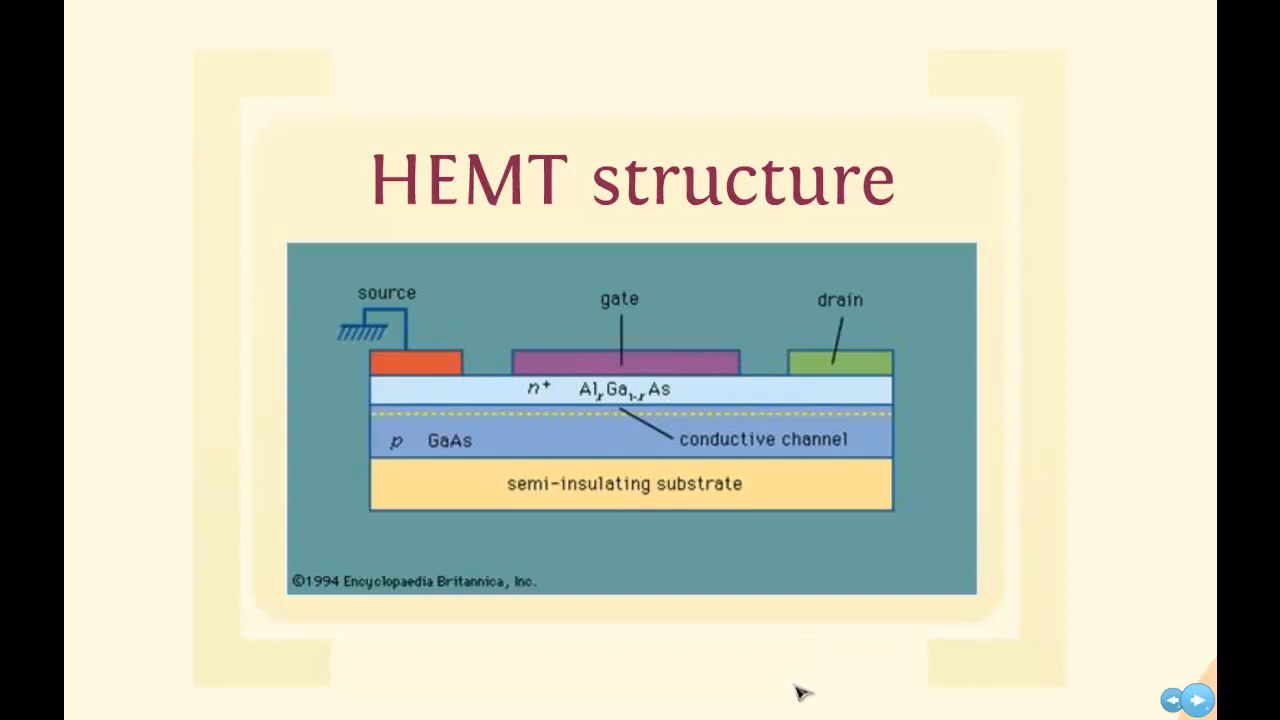 HEMT structure
source
gate
drain
n+ AlxGa1-xAs
conductive channel
p GaAs
semi-insulating substrate
©1994 Encyclopaedia Britannica, Inc.